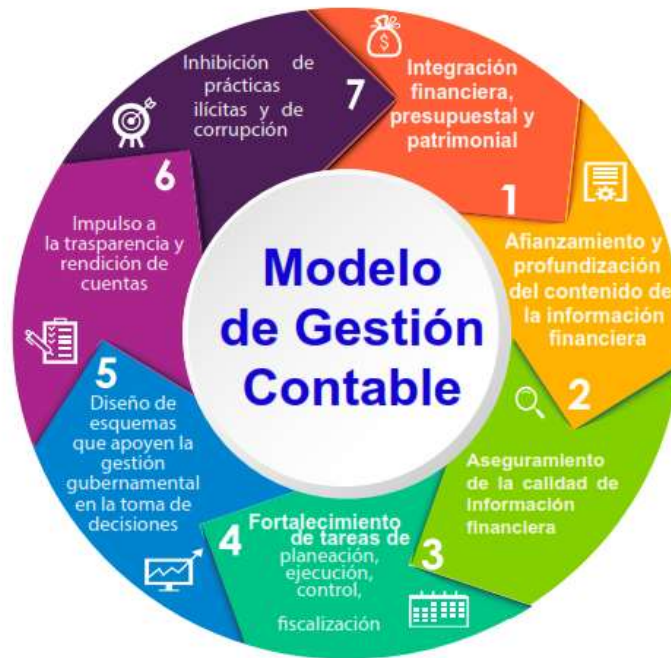 Modelo
de Gestión
Contable
Integración
financiera,
presupuestal y
patrimonial
1
Afianzamiento y
profundización
del contenido de
la información
financiera
2
Aseguramiento
de la calidad de
información
financiera
3
Fortalecimiento
de tareas de
planeación,
ejecución,
control,
fiscalización
4
Diseño de
esquemas
que apoyen la
gestión
gubernamental
en la toma de
decisiones
5
Impulso a
la trasparencia y
rendición de
cuentas
6
Inhibición de
prácticas
ilícitas y de
corrupción
7